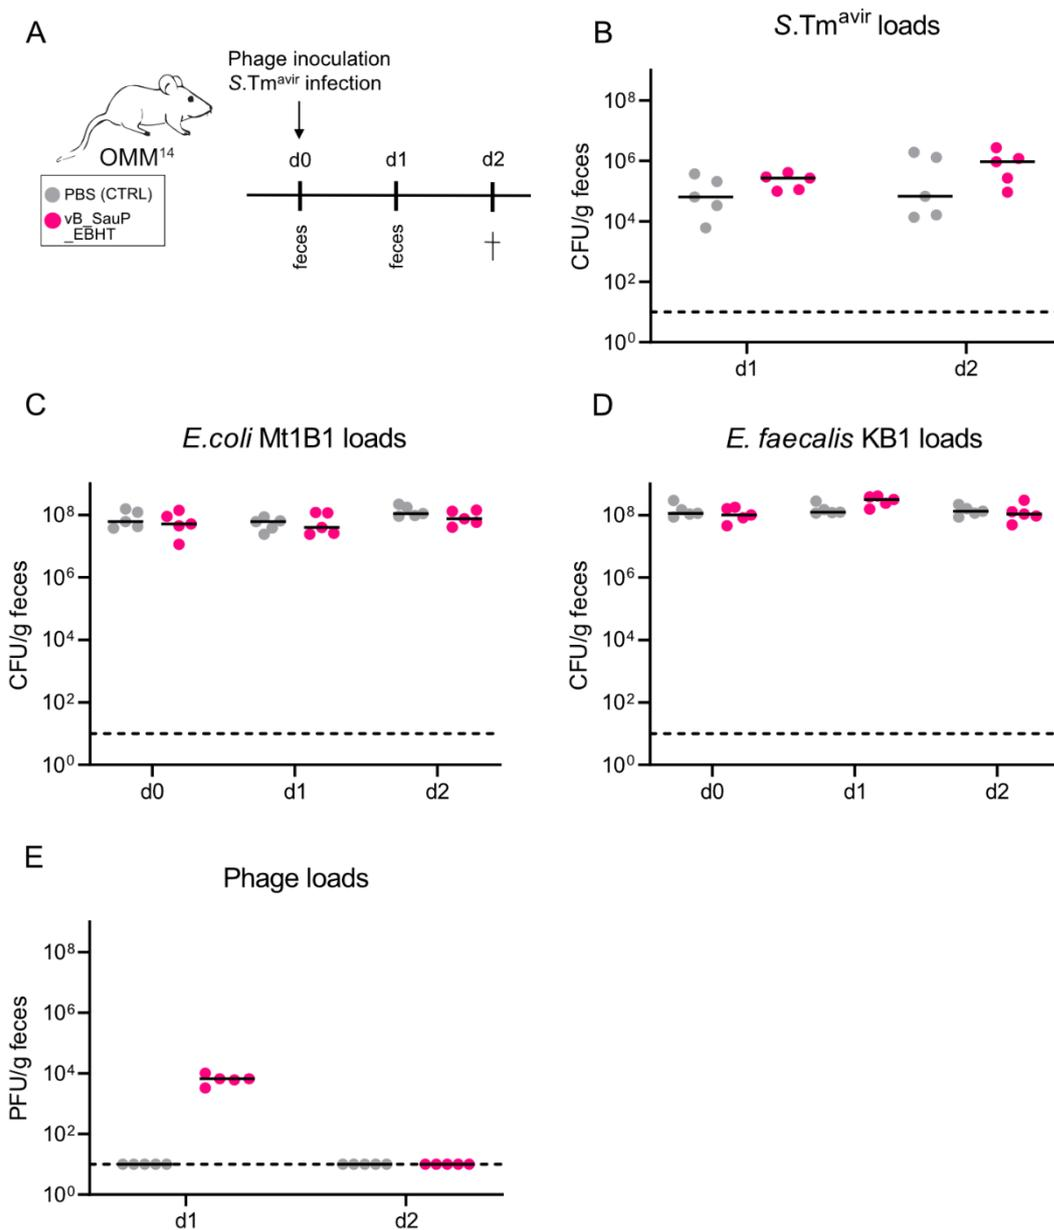 A
Phage inoculation
S.Tmavir infection
OMM14
PBS (CTRL)
vB_SauP
_EBHT
d0
d1
d2
feces
feces
†
B
S.Tmavir loads
CFU/g feces
10⁸
10⁶
10⁴
10²
10⁰
d1
d2
C
E.coli Mt1B1 loads
CFU/g feces
10⁸
10⁶
10⁴
10²
10⁰
d0
d1
d2
D
E. faecalis KB1 loads
CFU/g feces
10⁸
10⁶
10⁴
10²
10⁰
d0
d1
d2
E
Phage loads
PFU/g feces
10⁸
10⁶
10⁴
10²
10⁰
d1
d2